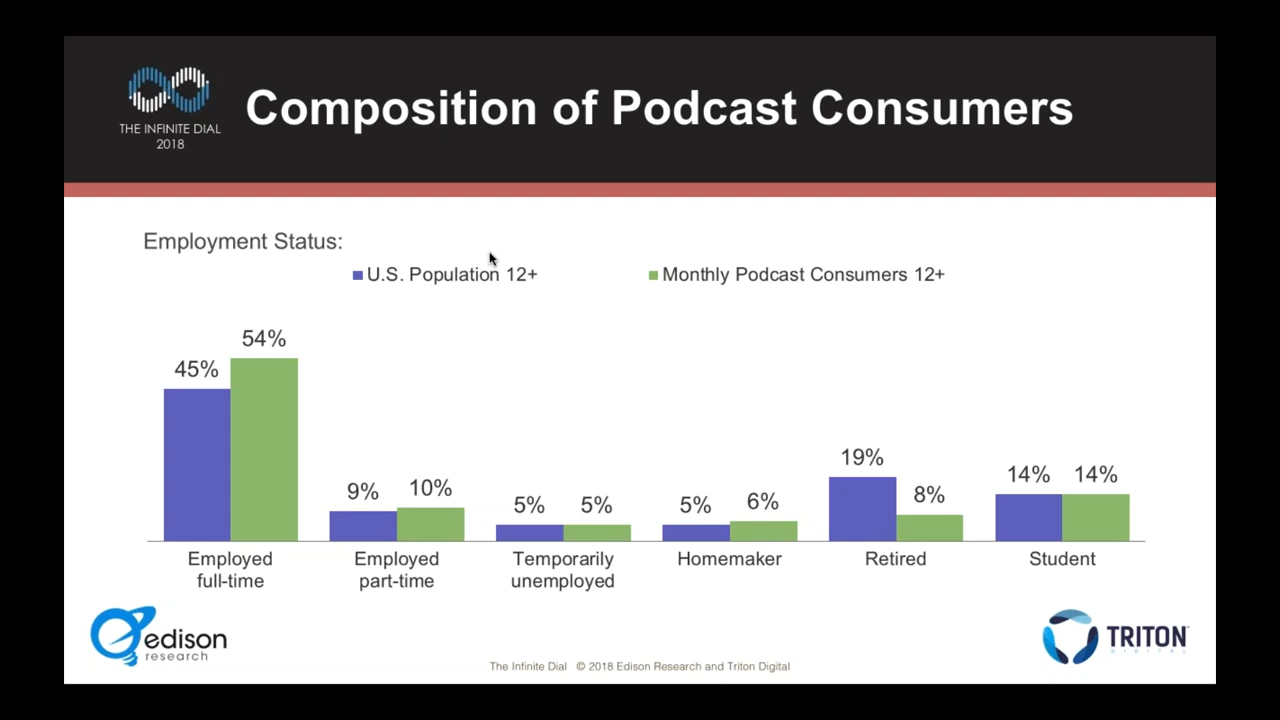 THE INFINITE DIAL
2018
Composition of Podcast Consumers
Employment Status:
U.S. Population 12+
Monthly Podcast Consumers 12+
45%
54%
9%
10%
5%
5%
5%
6%
19%
8%
14%
14%
Employed
full-time
Employed
part-time
Temporarily
unemployed
Homemaker
Retired
Student
edison
research
The Infinite Dial © 2018 Edison Research and Triton Digital
TRITON
DIGITAL